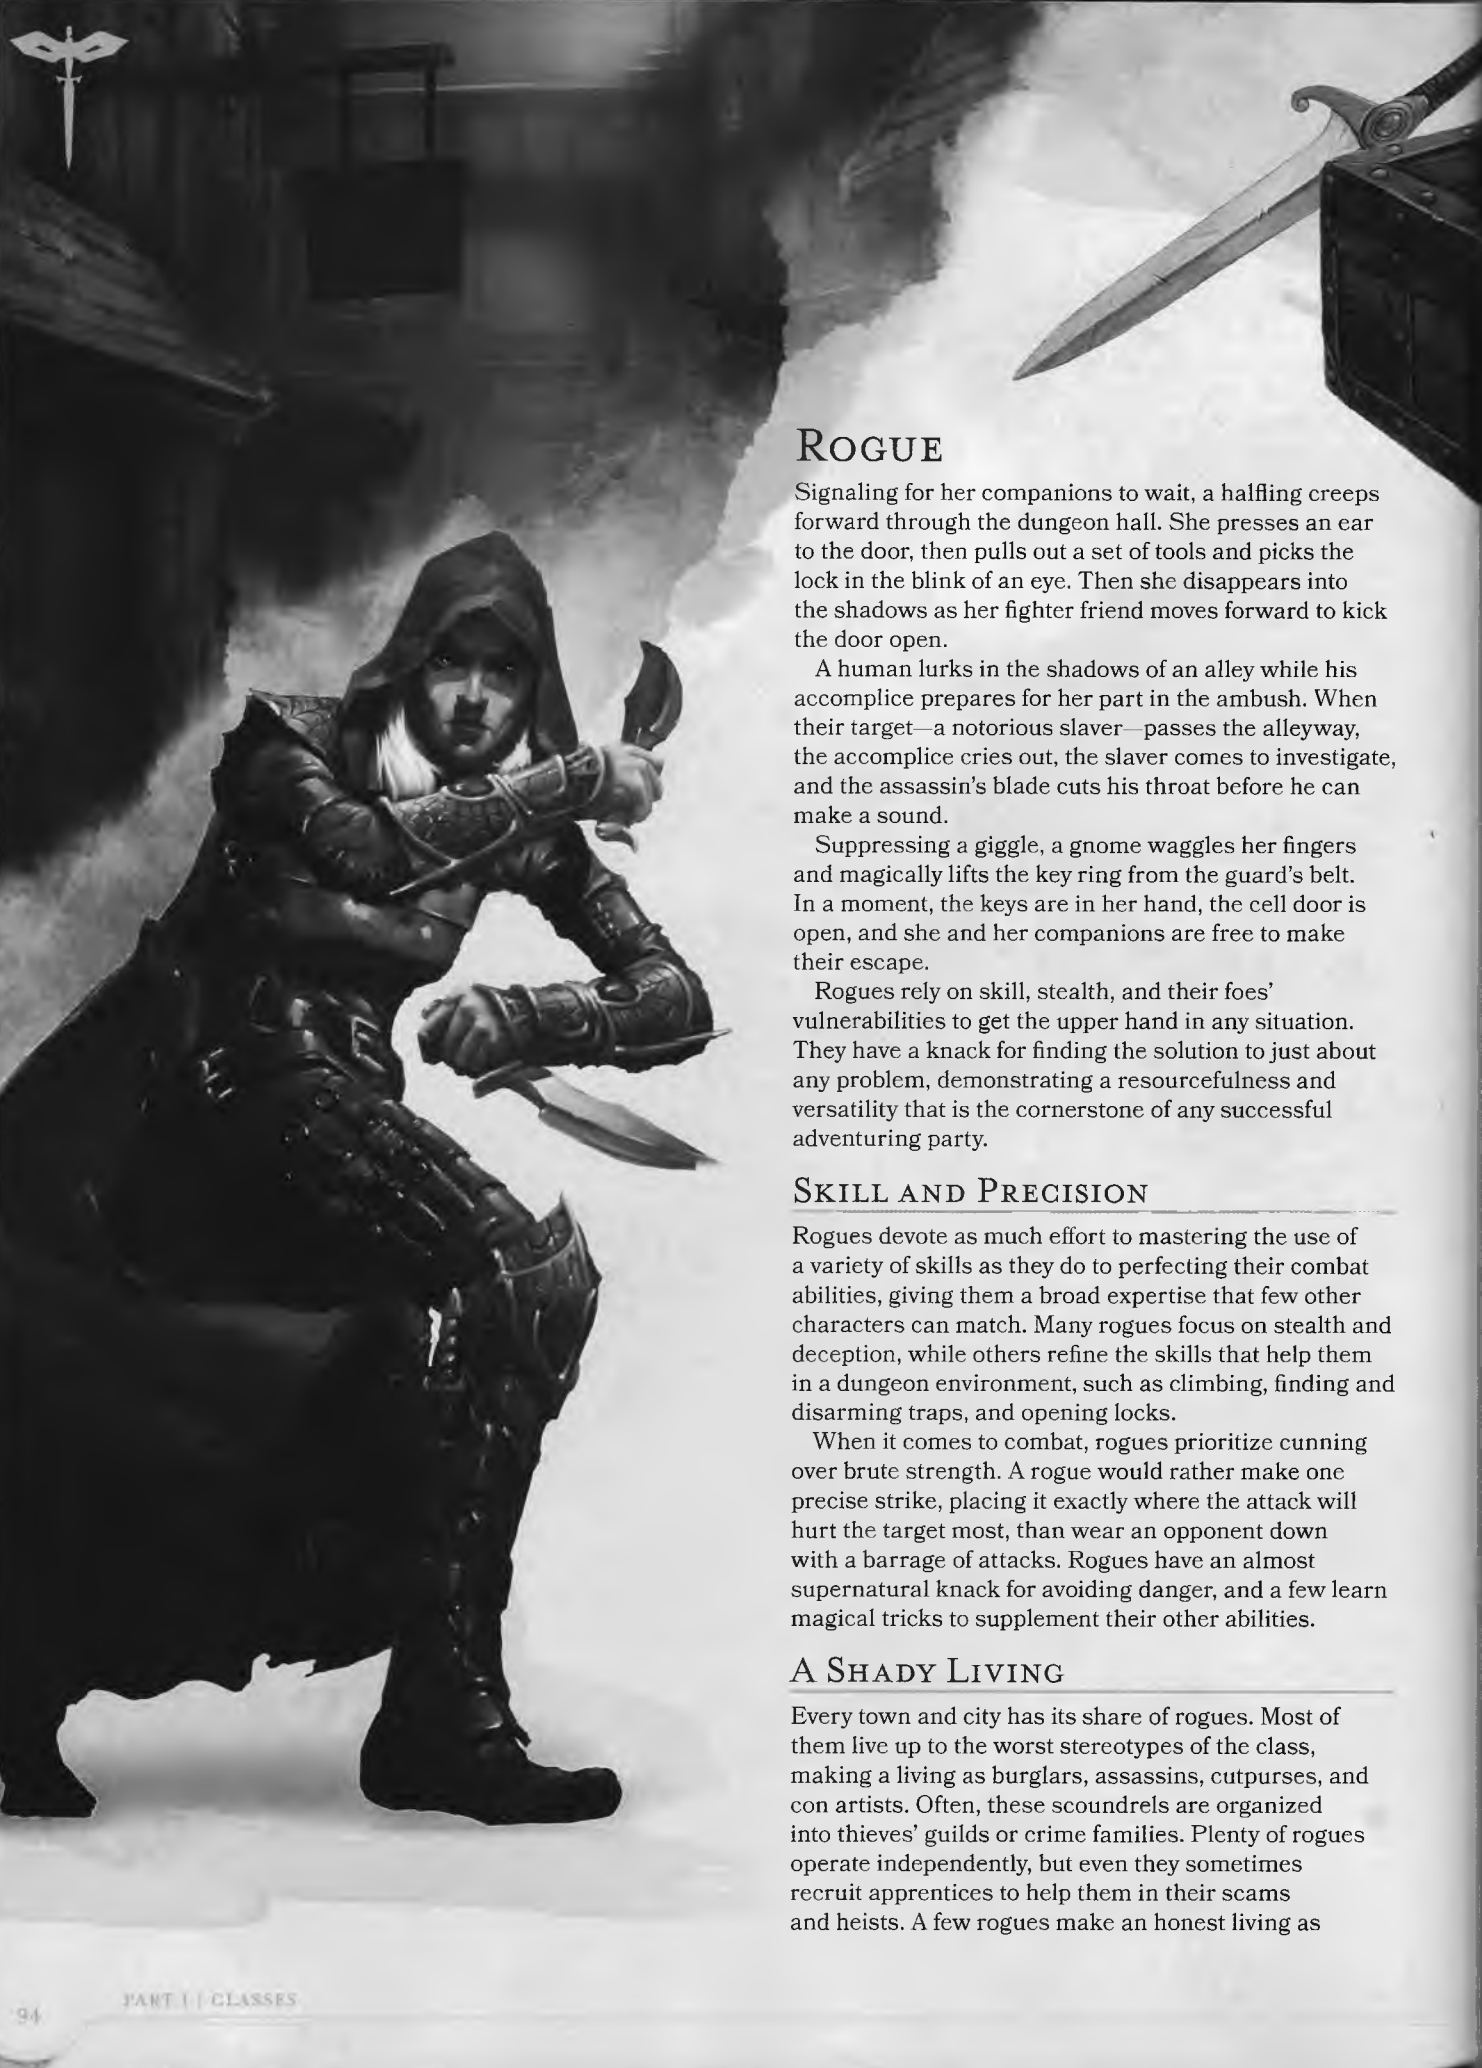 ROGUE
Signaling for her companions to wait, a halfling creeps
forward through the dungeon hall. She presses an ear
to the door, then pulls out a set of tools and picks the
lock in the blink of an eye. Then she disappears into
the shadows as her fighter friend moves forward to kick
the door open.
A human lurks in the shadows of an alley while his
accomplice prepares for her part in the ambush. When
their target—a notorious slaver—passes the alleyway,
the accomplice cries out, the slaver comes to investigate,
and the assassin's blade cuts his throat before he can
make a sound.
Suppressing a giggle, a gnome waggles her fingers
and magically lifts the key ring from the guard's belt.
In a moment, the keys are in her hand, the cell door is
open, and she and her companions are free to make
their escape.
Rogues rely on skill, stealth, and their foes'
vulnerabilities to get the upper hand in any situation.
They have a knack for finding the solution to just about
any problem, demonstrating a resourcefulness and
versatility that is the cornerstone of any successful
adventuring party.
SKILL AND PRECISION
Rogues devote as much effort to mastering the use of
a variety of skills as they do to perfecting their combat
abilities, giving them a broad expertise that few other
characters can match. Many rogues focus on stealth and
deception, while others refine the skills that help them
in a dungeon environment, such as climbing, finding and
disarming traps, and opening locks.
When it comes to combat, rogues prioritize cunning
over brute strength. A rogue would rather make one
precise strike, placing it exactly where the attack will
hurt the target most, than wear an opponent down
with a barrage of attacks. Rogues have an almost
supernatural knack for avoiding danger, and a few learn
magical tricks to supplement their other abilities.
A SHADY LIVING
Every town and city has its share of rogues. Most of
them live up to the worst stereotypes of the class,
making a living as burglars, assassins, cutpurses, and
con artists. Often, these scoundrels are organized
into thieves' guilds or crime families. Plenty of rogues
operate independently, but even they sometimes
recruit apprentices to help them in their scams
and heists. A few rogues make an honest living as
PART 1 | CLASSES
94